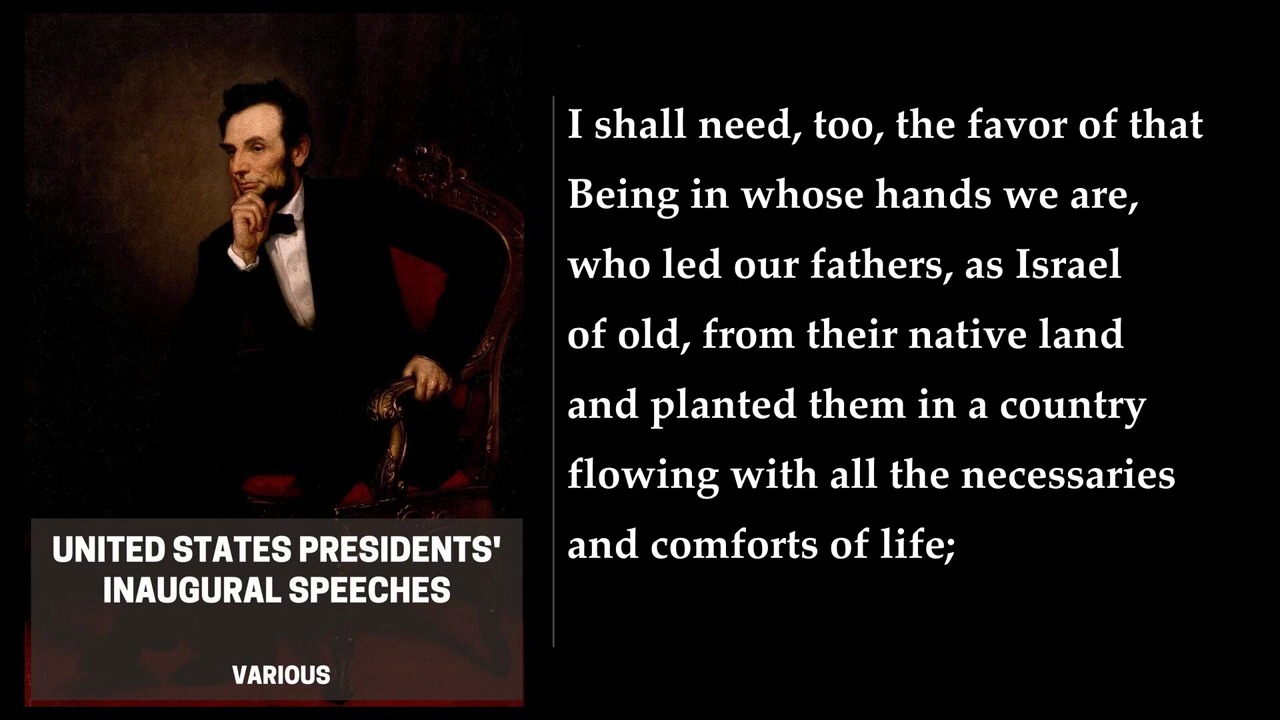 I shall need, too, the favor of that
Being in whose hands we are,
who led our fathers, as Israel
of old, from their native land
and planted them in a country
flowing with all the necessaries
and comforts of life;
UNITED STATES PRESIDENTS'
INAUGURAL SPEECHES
VARIOUS